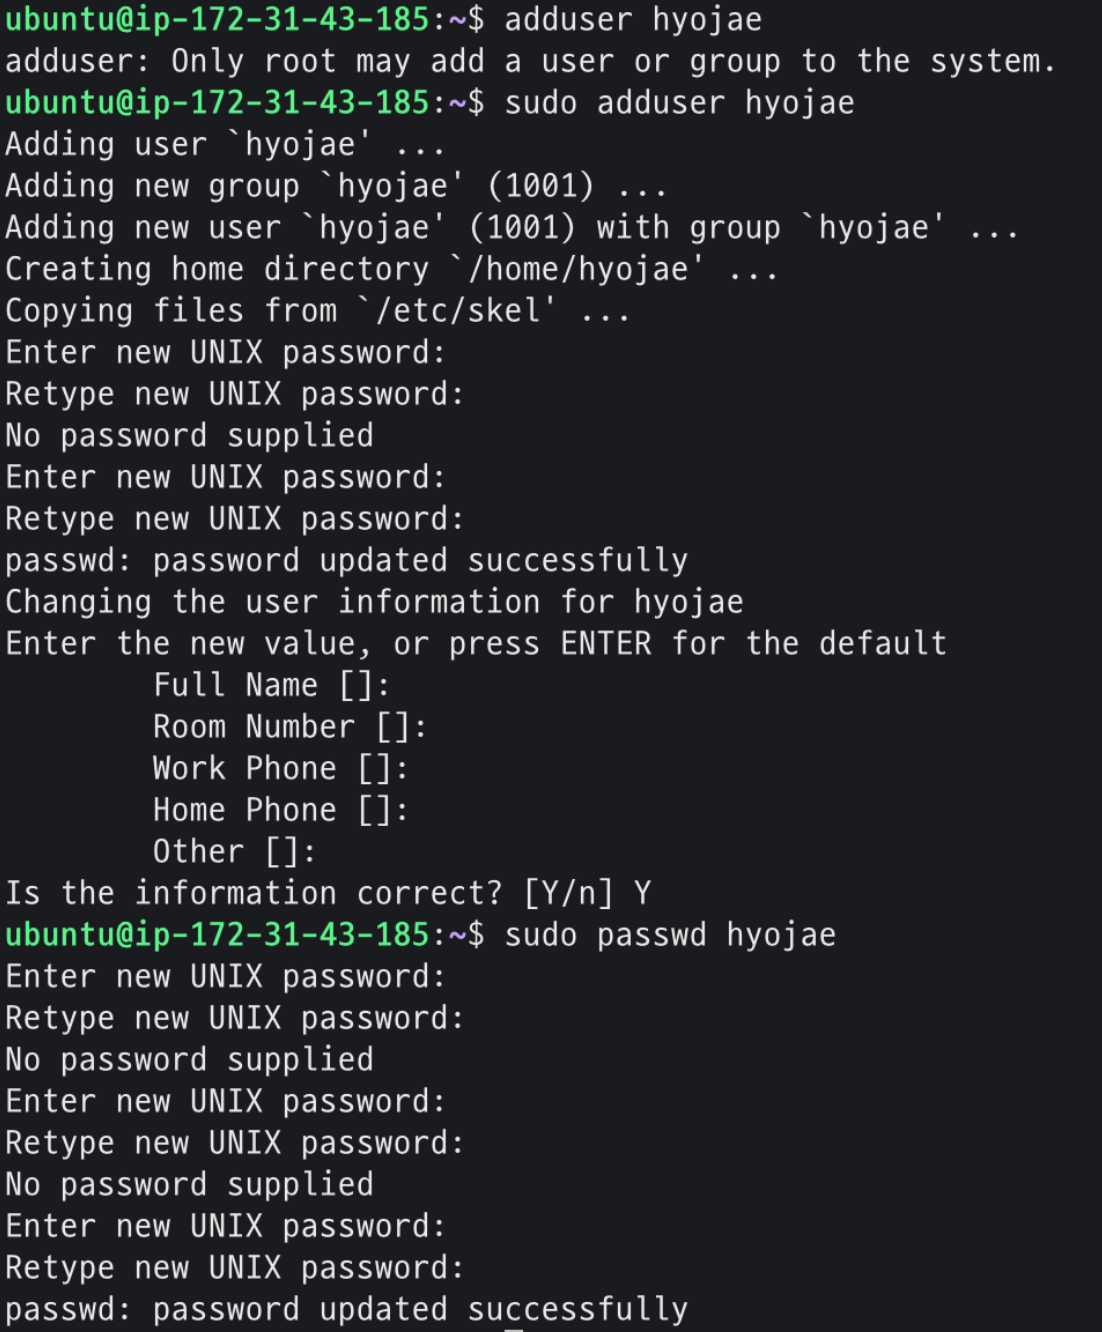 ubuntu@ip-172-31-43-185:~$ adduser hyojae
adduser: Only root may add a user or group to the system.
ubuntu@ip-172-31-43-185:~$ sudo adduser hyojae
Adding user `hyojae' ...
Adding new group `hyojae' (1001) ...
Adding new user `hyojae' (1001) with group `hyojae' ...
Creating home directory `/home/hyojae' ...
Copying files from `/etc/skel' ...
Enter new UNIX password:
Retype new UNIX password:
No password supplied
Enter new UNIX password:
Retype new UNIX password:
passwd: password updated successfully
Changing the user information for hyojae
Enter the new value, or press ENTER for the default
        Full Name []:
        Room Number []:
        Work Phone []:
        Home Phone []:
        Other []:
Is the information correct? [Y/n] Y
ubuntu@ip-172-31-43-185:~$ sudo passwd hyojae
Enter new UNIX password:
Retype new UNIX password:
No password supplied
Enter new UNIX password:
Retype new UNIX password:
No password supplied
Enter new UNIX password:
Retype new UNIX password:
passwd: password updated successfully